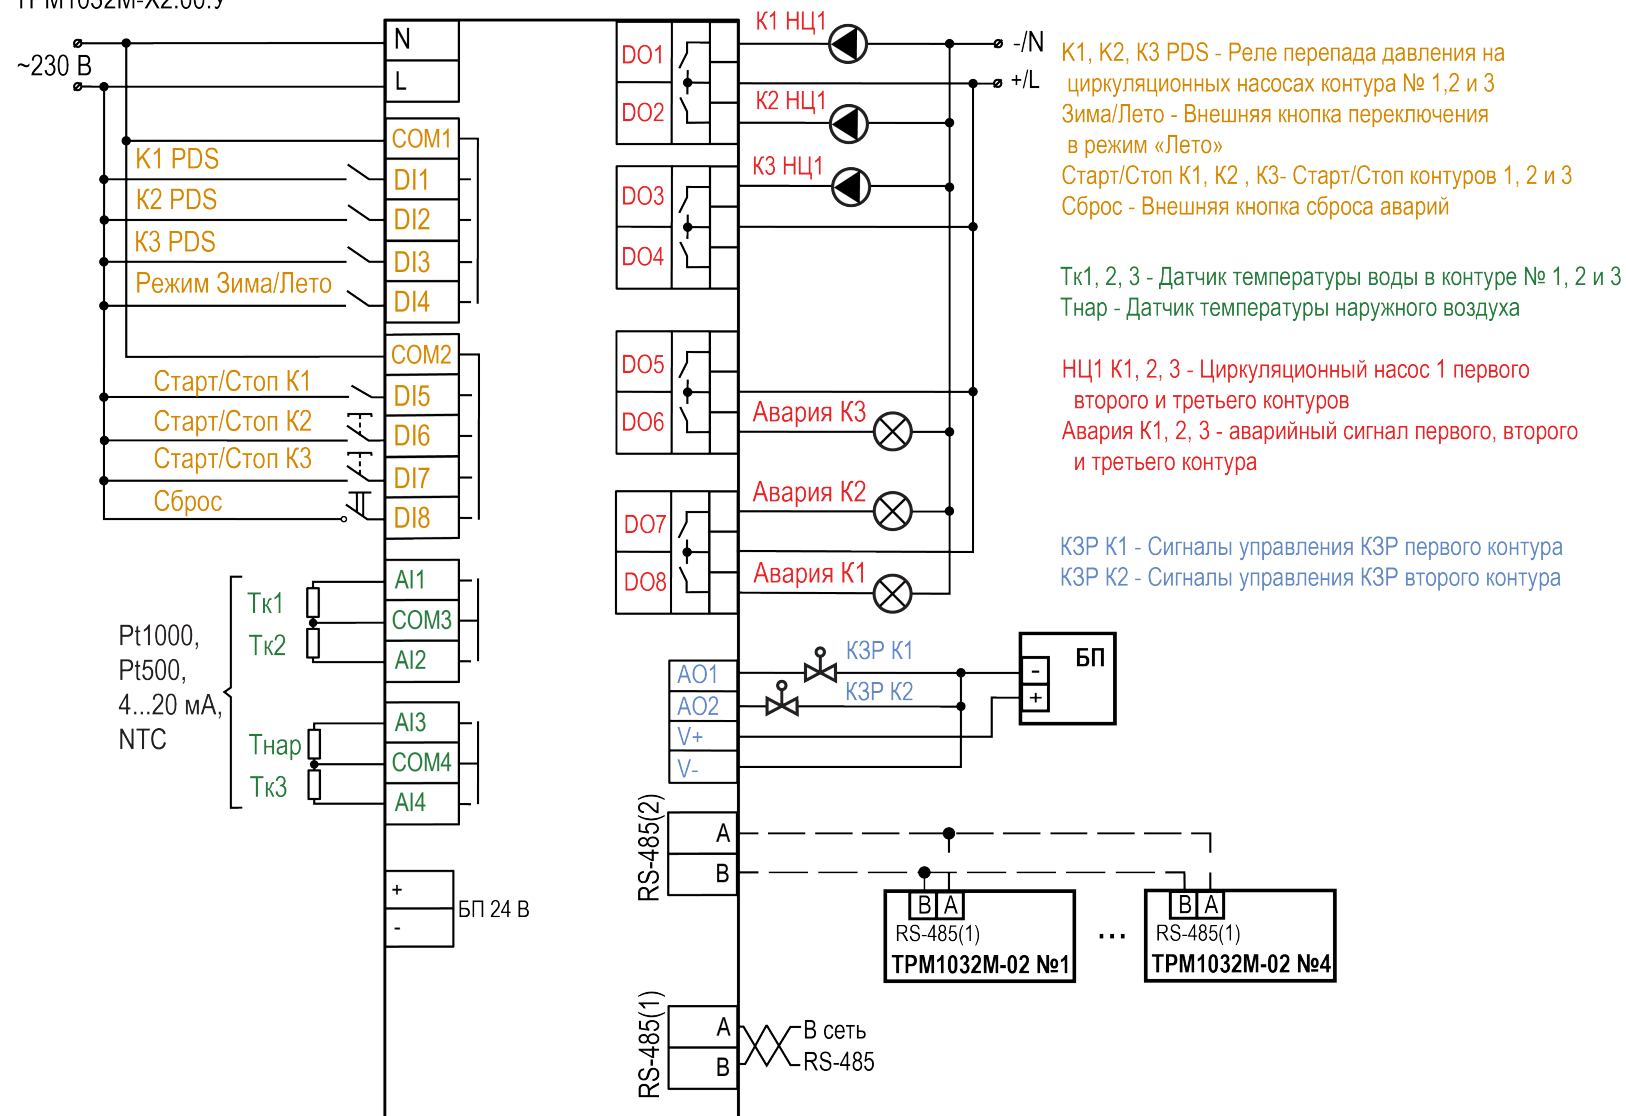 ТРМ1032М-Х2.00.У
~230 В
N
L
COM1
K1 PDS
DI1
К2 PDS
DI2
К3 PDS
DI3
Режим Зима/Лето
DI4
COM2
Старт/Стоп К1
DI5
Старт/Стоп К2
DI6
Старт/Стоп К3
DI7
Сброс
DI8
Pt1000,
Pt500,
4...20 мА,
NTC
Тк1
Тк2
AI1
COM3
AI2
Тнар
Тк3
AI3
COM4
AI4
+
-
БП 24 В
DO1
DO2
К1 НЦ1
К2 НЦ1
-/N
+/L
К3 НЦ1
DO3
DO4
DO5
DO6
Авария К3
Авария К2
DO7
DO8
Авария К1
AO1
AO2
V+
V-
КЗР К1
КЗР К2
БП
-
+
RS-485(2)
A
B
B A
RS-485(1)
ТРМ1032М-02 №1
...
B A
RS-485(1)
ТРМ1032М-02 №4
RS-485(1)
A
B
В сеть
RS-485
К1, К2, К3 PDS - Реле перепада давления на
циркуляционных насосах контура № 1,2 и 3
Зима/Лето - Внешняя кнопка переключения
в режим «Лето»
Старт/Стоп К1, К2 , К3- Старт/Стоп контуров 1, 2 и 3
Сброс - Внешняя кнопка сброса аварий
Тк1, 2, 3 - Датчик температуры воды в контуре № 1, 2 и 3
Тнар - Датчик температуры наружного воздуха
НЦ1 К1, 2, 3 - Циркуляционный насос 1 первого
второго и третьего контуров
Авария К1, 2, 3 - аварийный сигнал первого, второго
и третьего контура
КЗР К1 - Сигналы управления КЗР первого контура
КЗР К2 - Сигналы управления КЗР второго контура